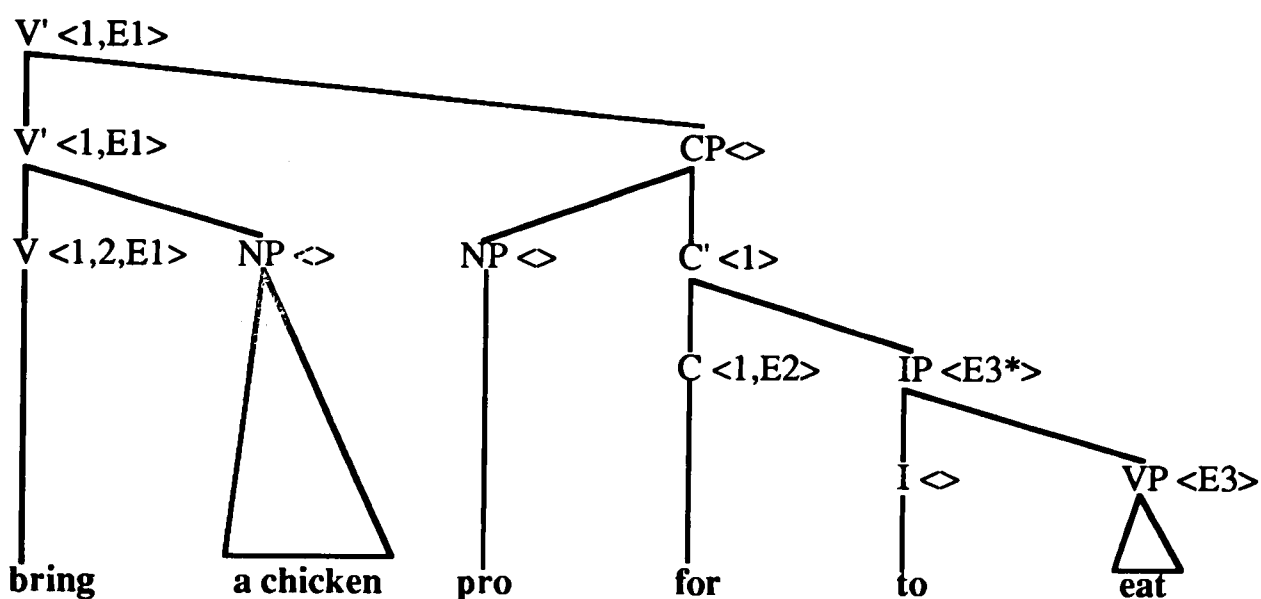 V' <1,E1>
V' <1,E1> CP<>
V <1,2,E1> NP <> NP <> C' <1>
C <1,E2> IP <E3*>
I <> VP <E3>
bring a chicken pro for to eat